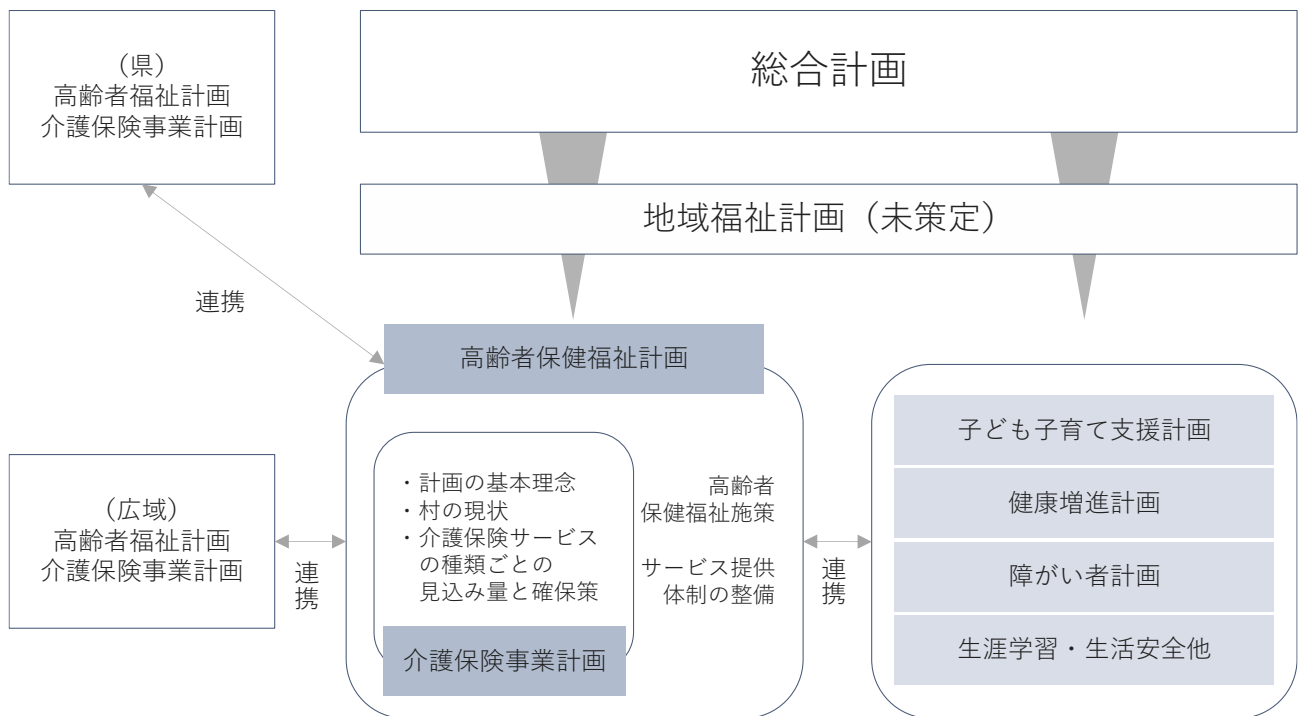 （県）
高齢者福祉計画
介護保険事業計画
総合計画
地域福祉計画（未策定）
連携
高齢者保健福祉計画
（広域）
高齢者福祉計画
介護保険事業計画
連携
・計画の基本理念
・村の現状
・介護保険サービス
の種類ごとの
見込み量と確保策
介護保険事業計画
高齢者
保健福祉施策
サービス提供
体制の整備
連携
子ども子育て支援計画
健康増進計画
障がい者計画
生涯学習・生活安全他